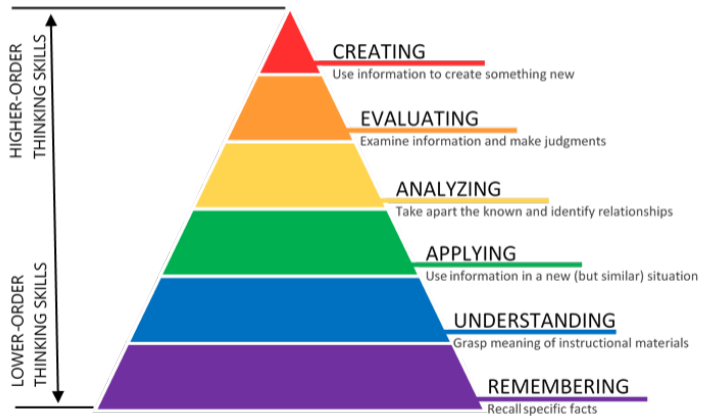 HIGHER-ORDER
THINKING SKILLS
LOWER-ORDER
THINKING SKILLS
CREATING
Use information to create something new
EVALUATING
Examine information and make judgments
ANALYZING
Take apart the known and identify relationships
APPLYING
Use information in a new (but similar) situation
UNDERSTANDING
Grasp meaning of instructional materials
REMEMBERING
Recall specific facts